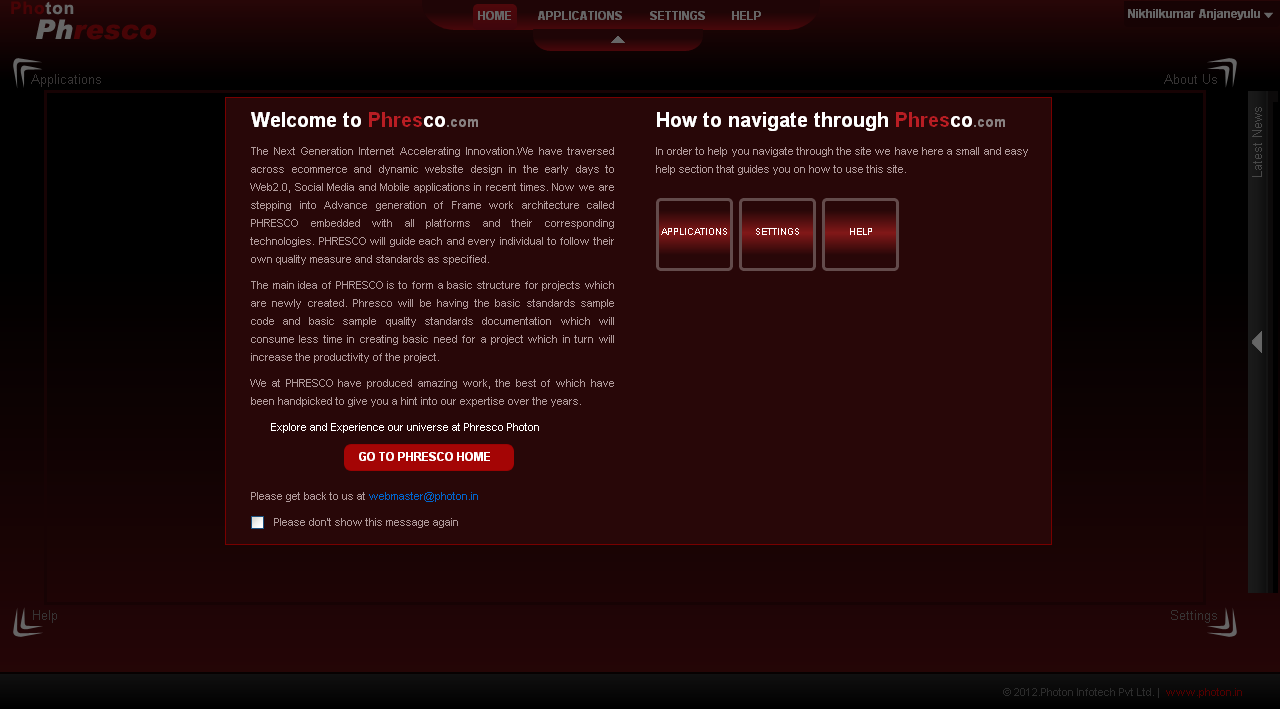 Photon
Phresco
HOME APPLICATIONS SETTINGS HELP
Nikhilkumar Anjaneyulu
Applications
About Us
Latest News
Welcome to Phresco.com
The Next Generation Internet Accelerating Innovation.We have traversed
across ecommerce and dynamic website design in the early days to
Web2.0, Social Media and Mobile applications in recent times. Now we are
stepping into Advance generation of Frame work architecture called
PHRESCO embedded with all platforms and their corresponding
technologies. PHRESCO will guide each and every individual to follow their
own quality measure and standards as specified.
The main idea of PHRESCO is to form a basic structure for projects which
are newly created. Phresco will be having the basic standards sample
code and basic sample quality standards documentation which will
consume less time in creating basic need for a project which in turn will
increase the productivity of the project.
We at PHRESCO have produced amazing work, the best of which have
been handpicked to give you a hint into our expertise over the years.
Explore and Experience our universe at Phresco Photon
GO TO PHRESCO HOME
Please get back to us at webmaster@photon.in
Please don't show this message again
How to navigate through Phresco.com
In order to help you navigate through the site we have here a small and easy
help section that guides you on how to use this site.
APPLICATIONS SETTINGS HELP
Help
Settings
© 2012.Photon Infotech Pvt Ltd. | www.photon.in